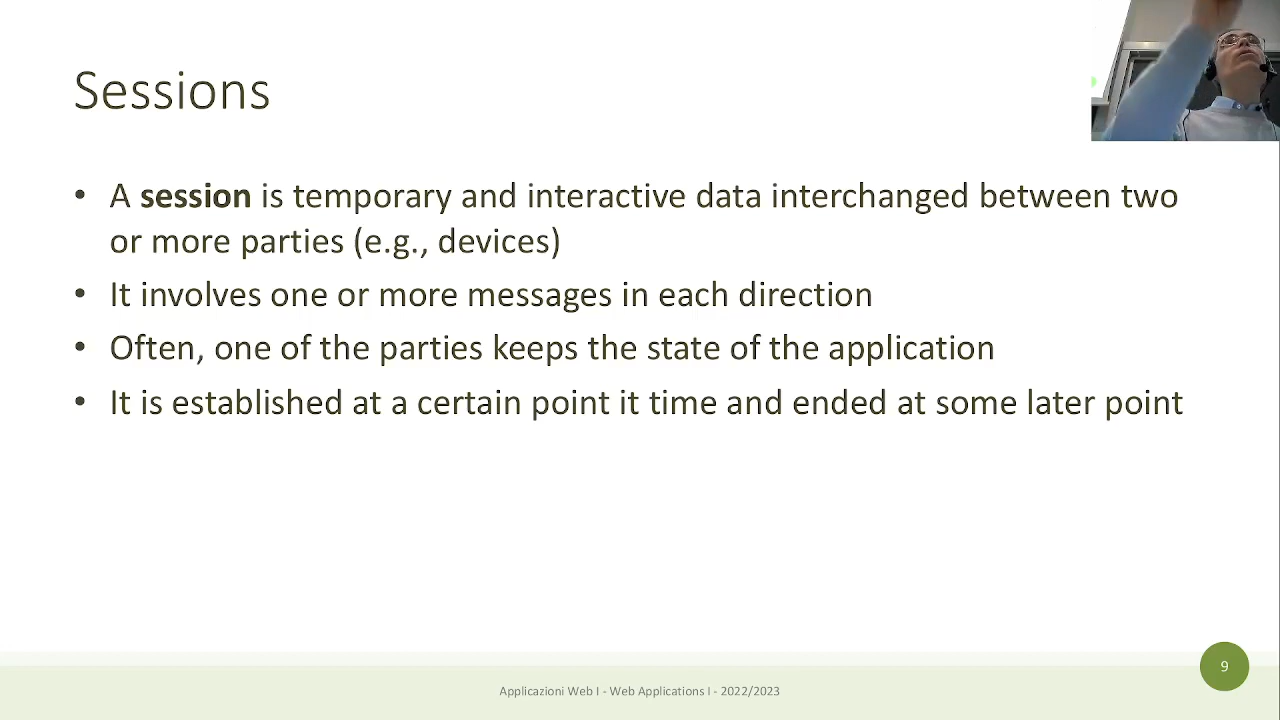 Sessions
• A session is temporary and interactive data interchanged between two
or more parties (e.g., devices)
• It involves one or more messages in each direction
• Often, one of the parties keeps the state of the application
• It is established at a certain point it time and ended at some later point
9
Applicazioni Web I - Web Applications I - 2022/2023